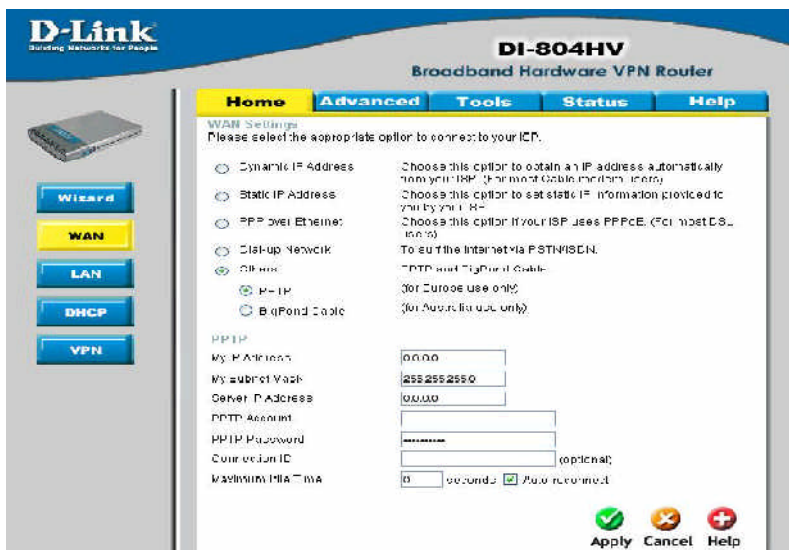 D-Link
Building Networks for People
DI-804HV
Broadband Hardware VPN Router
Home Advanced Tools Status Help
WAN Settings
Please select the appropriate option to connect to your ISP.
Dynamic IP Address Choose this option to obtain an IP address automatically
from your ISP. (For most Cable modem users)
Static IP Address Choose this option to set static IP information provided to
you by your ISP.
PPP over Ethernet Choose this option if your ISP uses PPPoE. (For most DSL
users)
Dial-up Network To surf the Internet via PSTN/ISDN.
Others PPTP and BigPond Cable
PPTP (for Europe use only)
BigPond Cable (for Australia use only)
Wizard
WAN
LAN
DHCP
VPN
PPTP
My IP Address 0.0.0.0
My Subnet Mask 255.255.255.0
Server IP Address 0.0.0.0
PPTP Account
PPTP Password ••••••••••
Connection ID (optional)
Maximum Idle Time 0 seconds Auto-reconnect
Apply Cancel Help